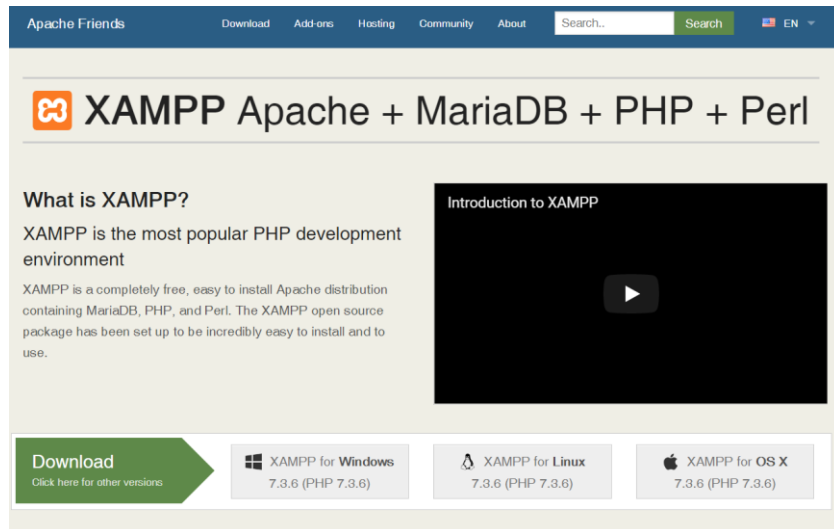 Apache Friends
Download
Add-ons
Hosting
Community
About
Search..
Search
EN
XAMPP Apache + MariaDB + PHP + Perl
What is XAMPP?
XAMPP is the most popular PHP development
environment
XAMPP is a completely free, easy to install Apache distribution
containing MariaDB, PHP, and Perl. The XAMPP open source
package has been set up to be incredibly easy to install and to
use.
Introduction to XAMPP
Download
Click here for other versions
XAMPP for Windows
7.3.6 (PHP 7.3.6)
XAMPP for Linux
7.3.6 (PHP 7.3.6)
XAMPP for OS X
7.3.6 (PHP 7.3.6)